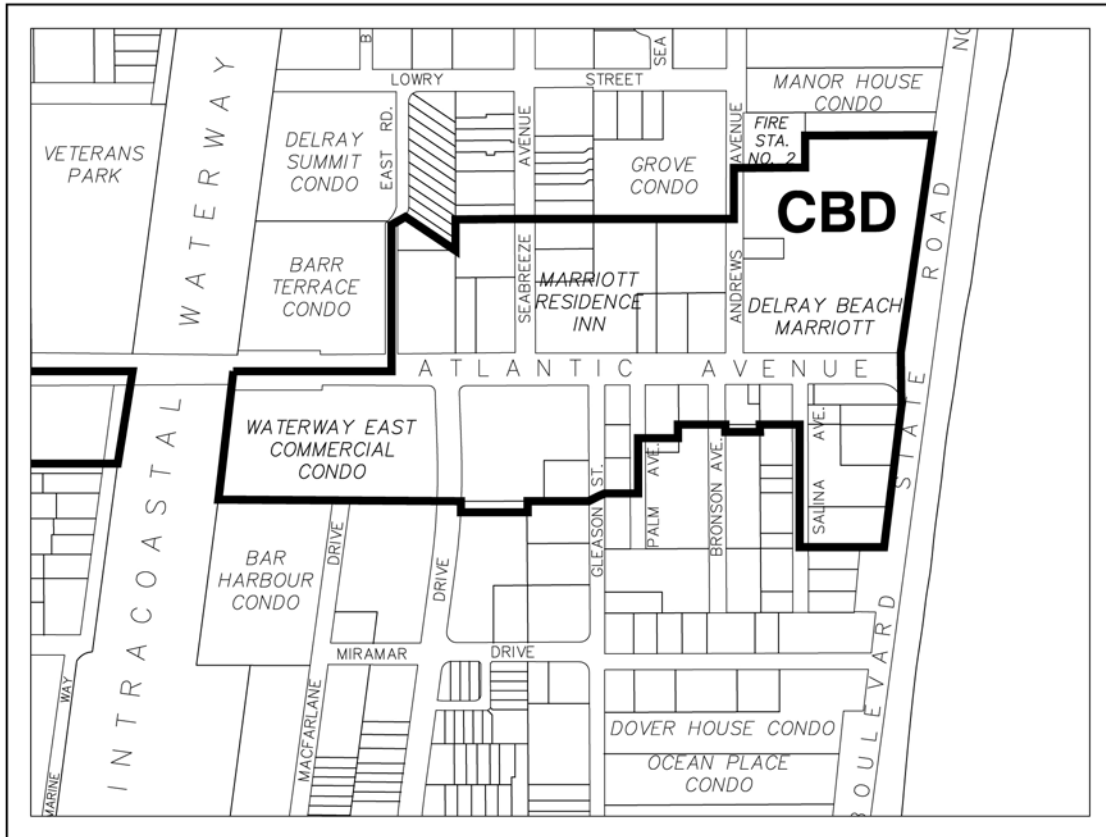 B
LOWRY
STREET
SEA
NO
MANOR HOUSE
CONDO
VETERANS
PARK
WATERWAY
DELRAY
SUMMIT
CONDO
EAST RD.
AVENUE
GROVE
CONDO
AVENUE
FIRE
STA.
NO. 2
CBD
BARR
TERRACE
CONDO
SEABREEZE
MARRIOTT
RESIDENCE
INN
ANDREWS
DELRAY BEACH
MARRIOTT
ROAD
ATLANTIC AVENUE
WATERWAY EAST
COMMERCIAL
CONDO
INTRACOASTAL
GLEASON ST.
PALM AVE.
BRONSON AVE.
SALINA AVE.
STATE
BAR
HARBOUR
CONDO
DRIVE
DRIVE
MIRAMAR
DRIVE
MACFARLANE
MARINE WAY
DOVER HOUSE CONDO
OCEAN PLACE
CONDO
BOULEVARD